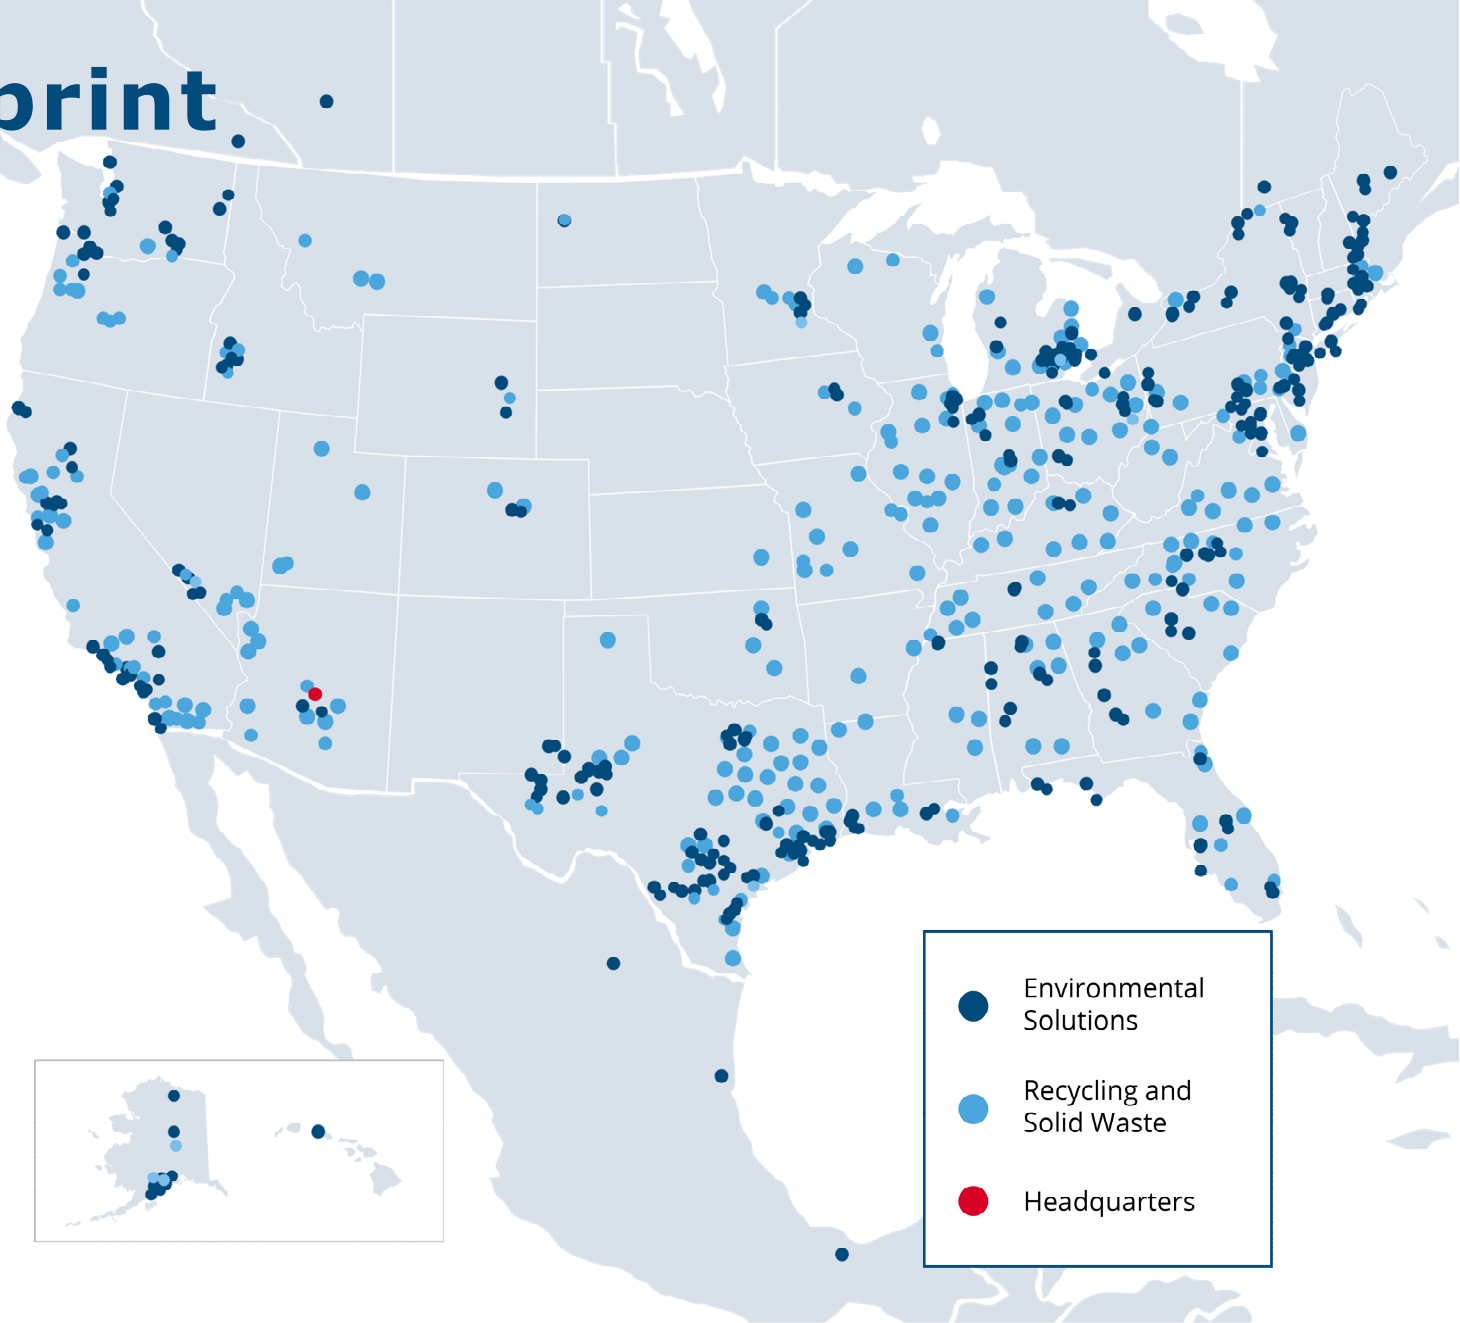 print
Environmental
Solutions
Recycling and
Solid Waste
Headquarters